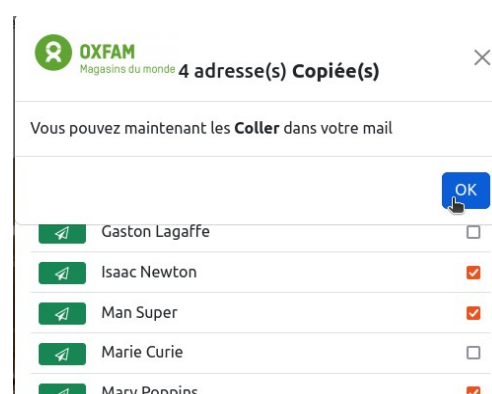 OXFAM
Magasins du monde 4 adresse(s) Copiée(s)
Vous pouvez maintenant les Coller dans votre mail
OK
Gaston Lagaffe
Isaac Newton
Man Super
Marie Curie
Mary Poppins